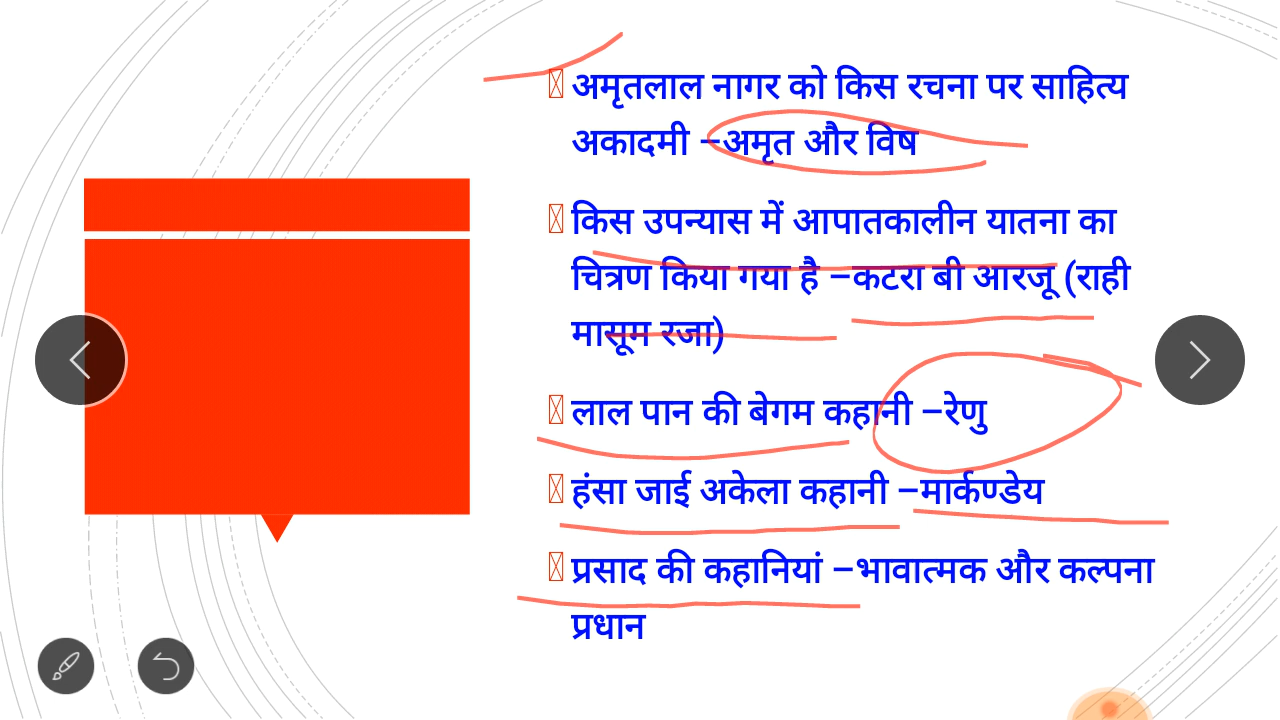 अमृतलाल नागर को किस रचना पर साहित्य
अकादमी –अमृत और विष
किस उपन्यास में आपातकालीन यातना का
चित्रण किया गया है –कटरा बी आरजू (राही
मासूम रजा)
लाल पान की बेगम कहानी –रेणु
हंसा जाई अकेला कहानी –मार्कण्डेय
प्रसाद की कहानियां –भावात्मक और कल्पना
प्रधान